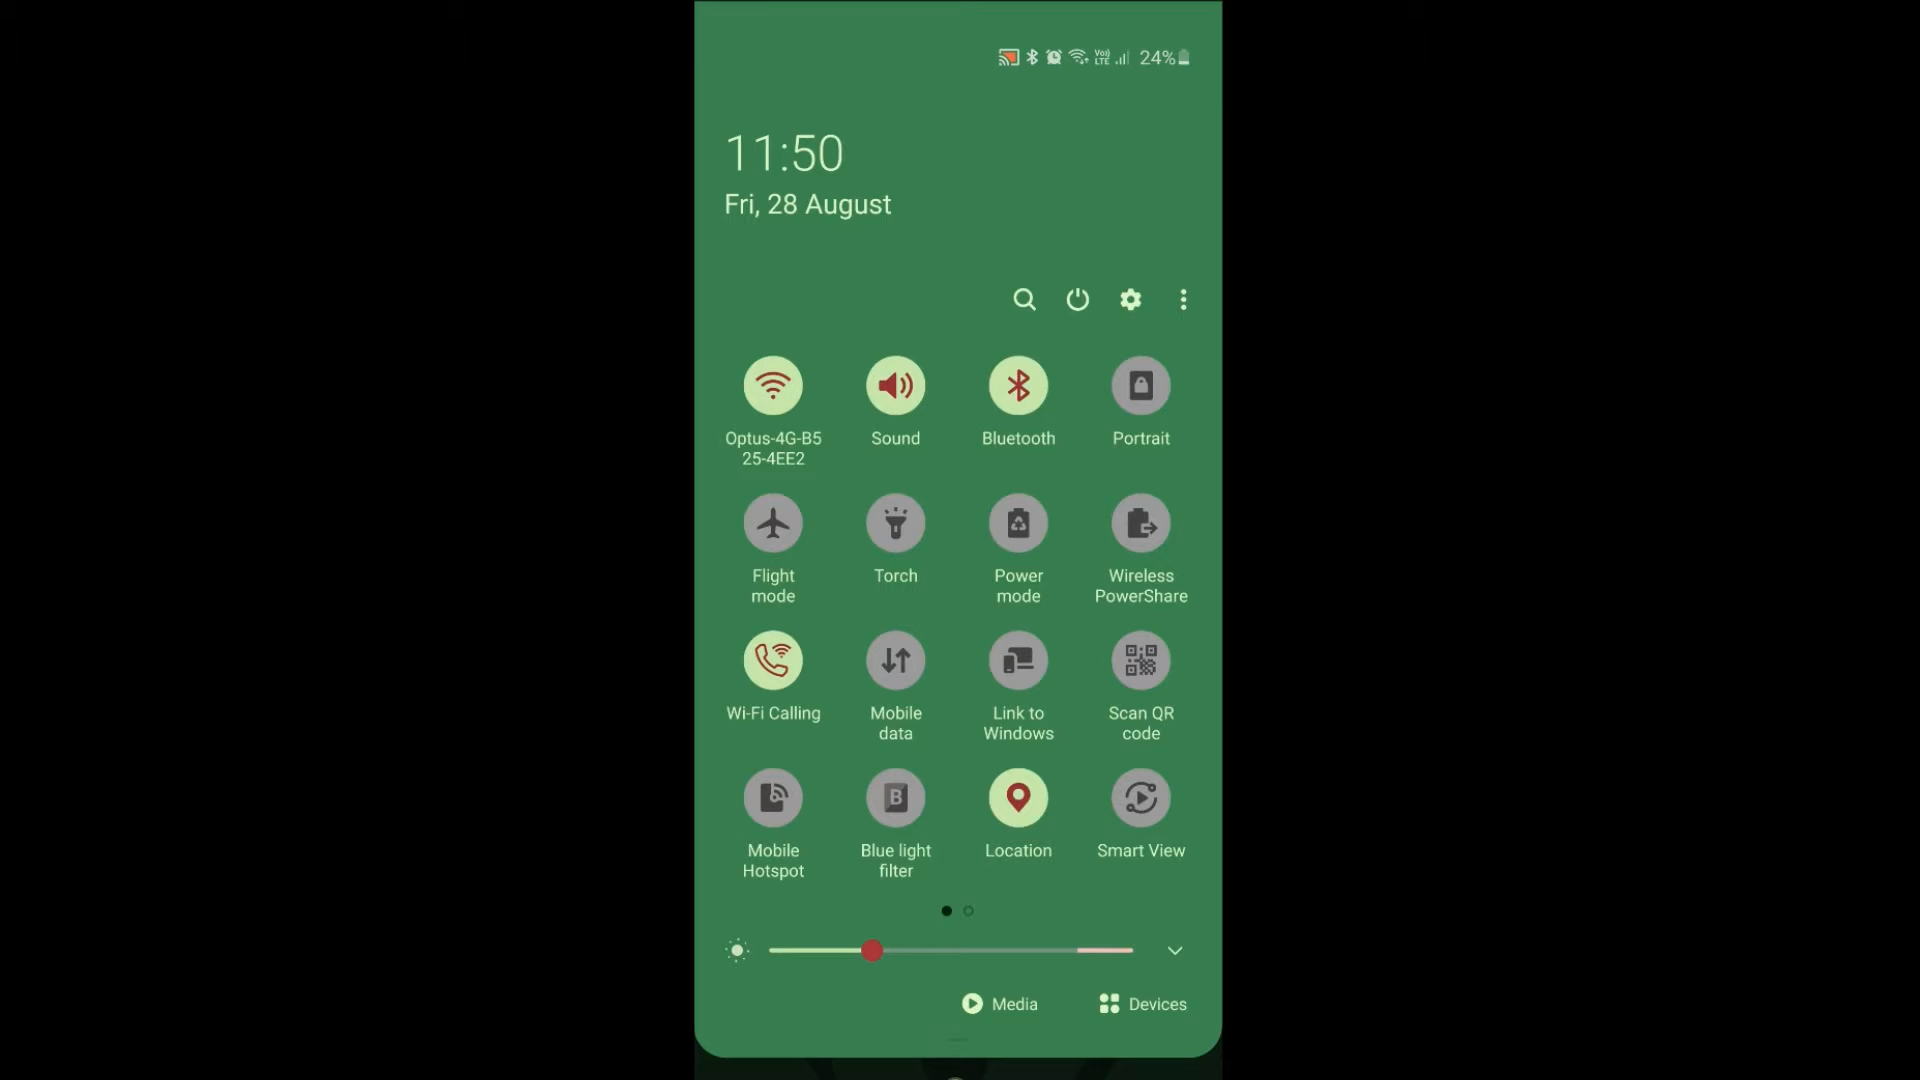 24%
11:50
Fri, 28 August
Optus-4G-B5
25-4EE2
Sound
Bluetooth
Portrait
Flight
mode
Torch
Power
mode
Wireless
PowerShare
Wi-Fi Calling
Mobile
data
Link to
Windows
Scan QR
code
Mobile
Hotspot
B
Blue light
filter
Location
Smart View
Media
Devices